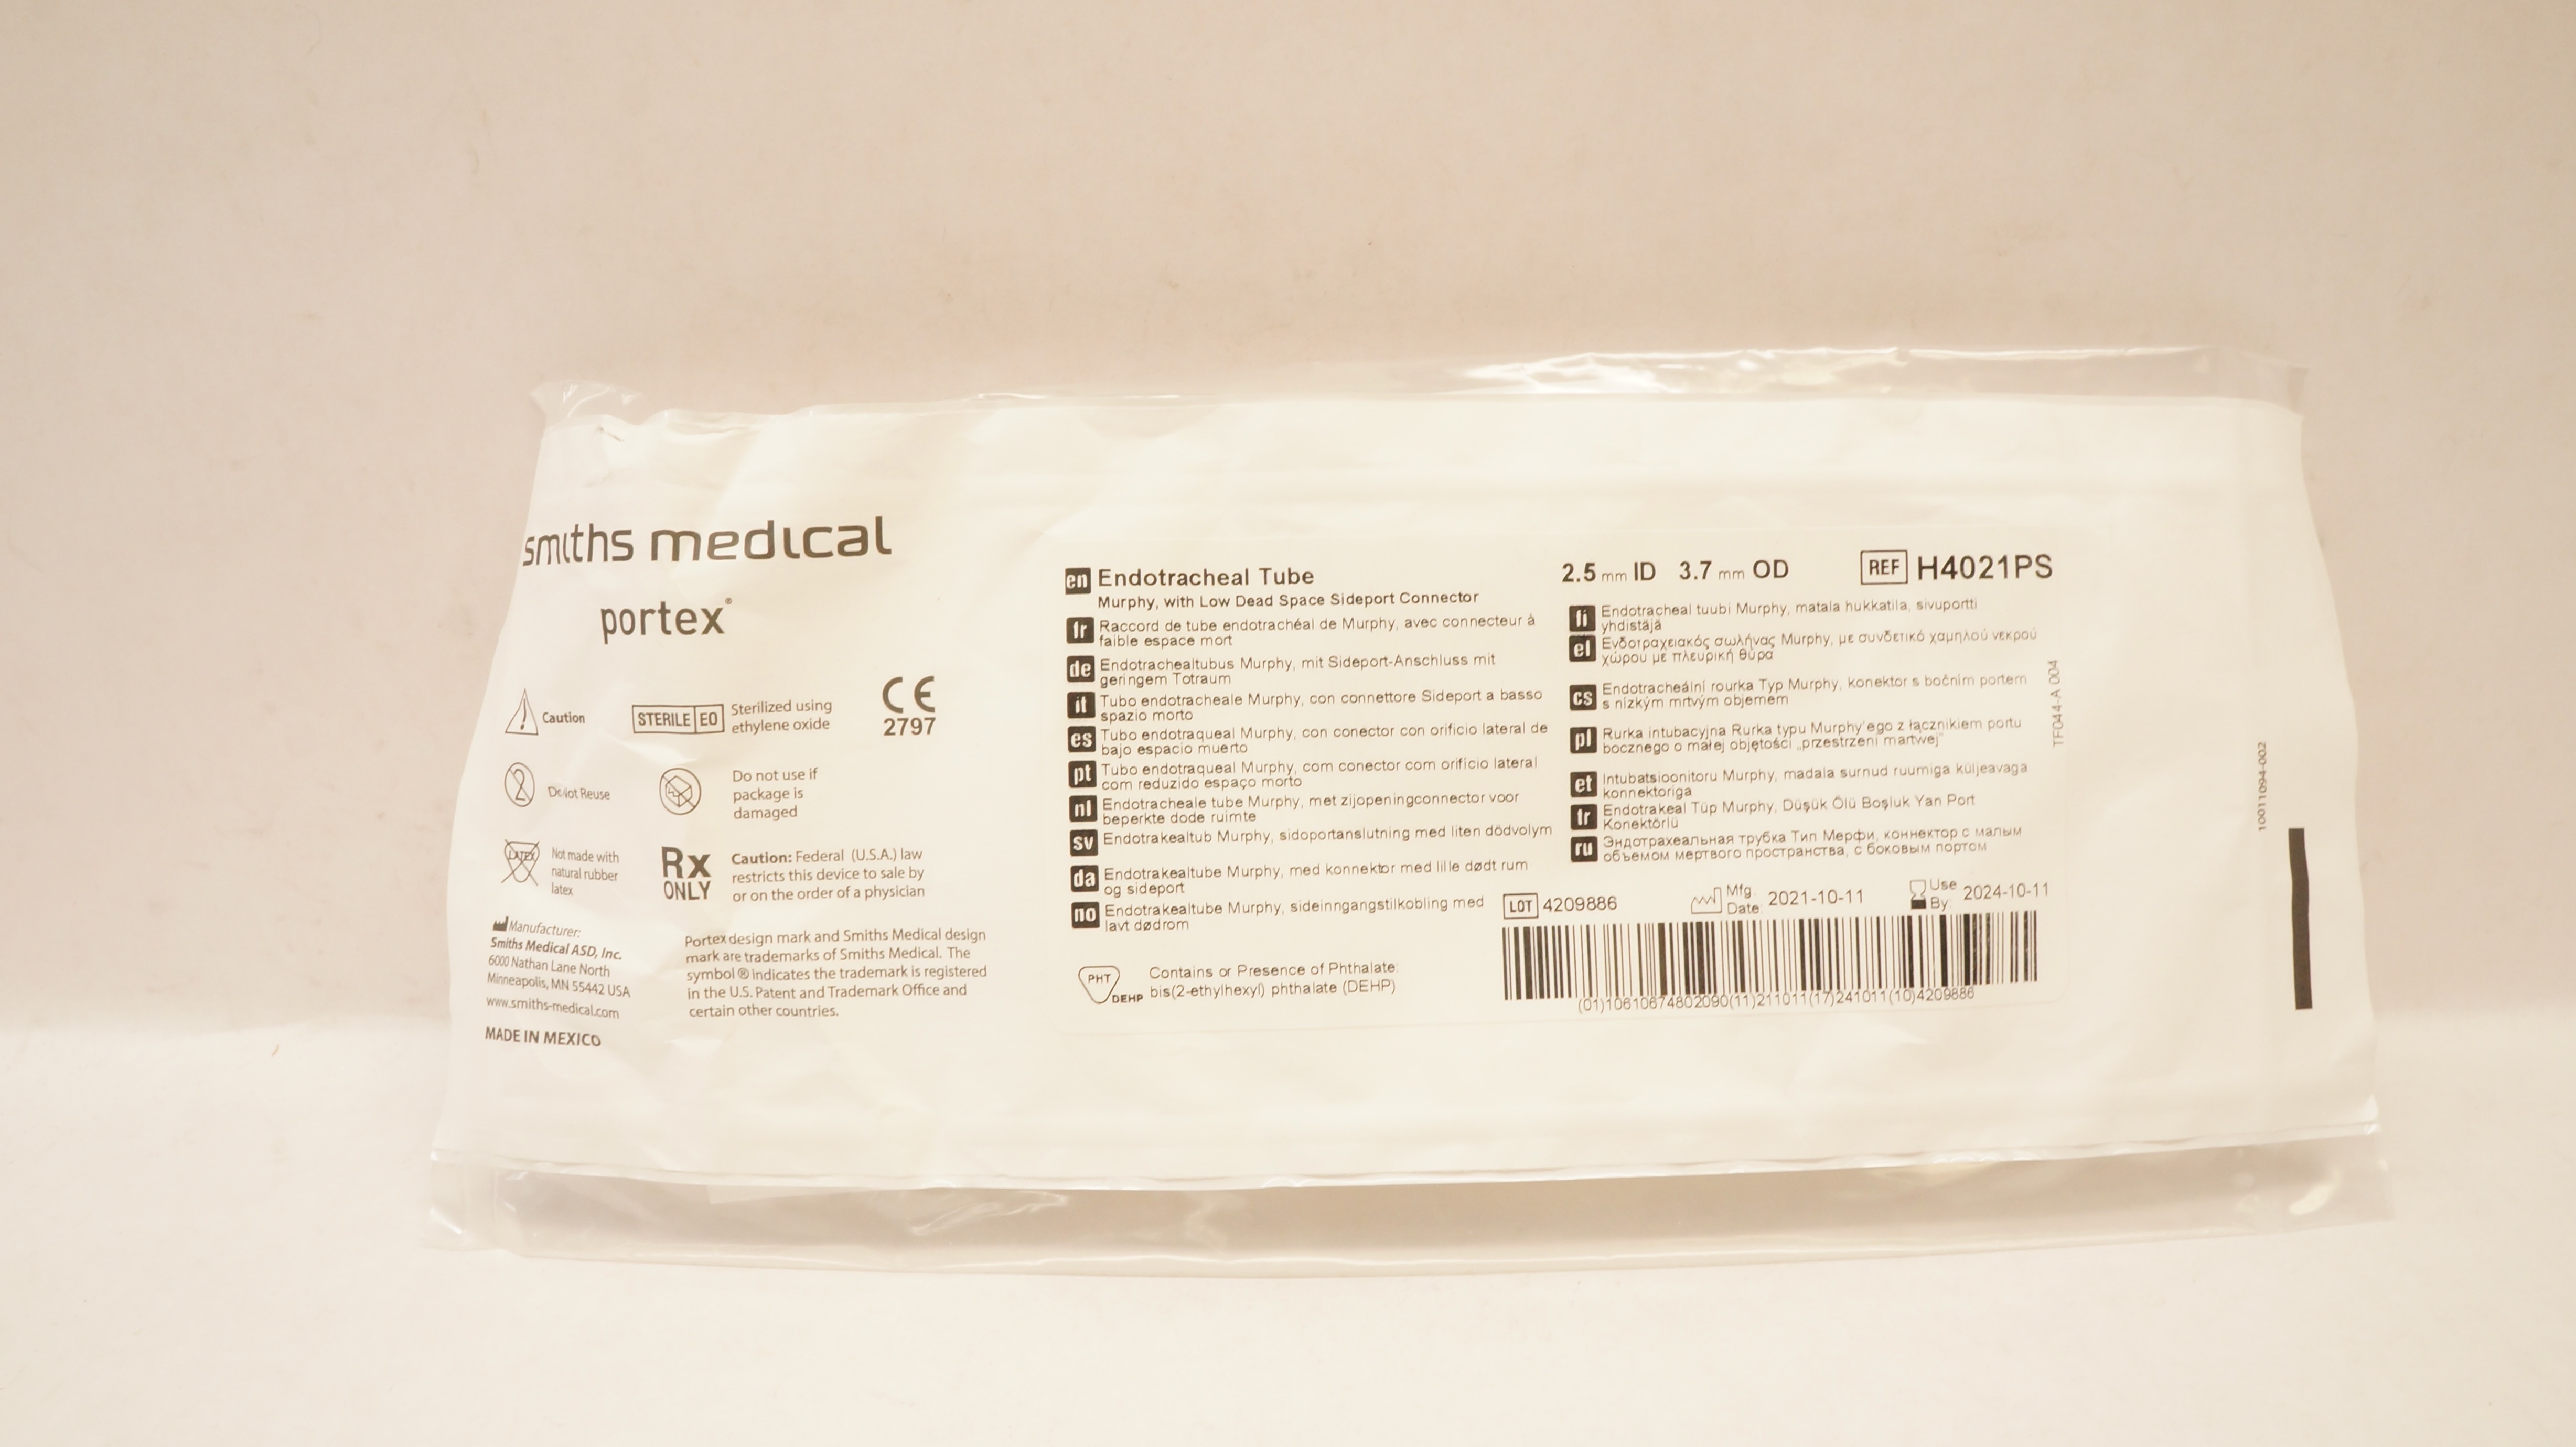 smiths medical
portex®
Caution
STERILE EO
Sterilized using
ethylene oxide
CE
2797
2
Do Not Reuse
Do not use if
package is
damaged
LATEX
Not made with
natural rubber
latex
Rx
ONLY
Caution: Federal (U.S.A.) law
restricts this device to sale by
or on the order of a physician
Manufacturer:
Smiths Medical ASD, Inc.
6000 Nathan Lane North
Minneapolis, MN 55442 USA
www.smiths-medical.com
MADE IN MEXICO
Portex design mark and Smiths Medical design
mark are trademarks of Smiths Medical. The
symbol ® indicates the trademark is registered
in the U.S. Patent and Trademark Office and
certain other countries.
en Endotracheal Tube
Murphy, with Low Dead Space Sideport Connector
fr Raccord de tube endotrachéal de Murphy, avec connecteur à
faible espace mort
de Endotrachealtubus Murphy, mit Sideport-Anschluss mit
geringem Totraum
it Tubo endotracheale Murphy, con connettore Sideport a basso
spazio morto
es Tubo endotraqueal Murphy, con conector con orificio lateral de
bajo espacio muerto
pt Tubo endotraqueal Murphy, com conector com orifício lateral
com reduzido espaço morto
nl Endotracheale tube Murphy, met zijopeningconnector voor
beperkte dode ruimte
sv Endotrakealtub Murphy, sidoportanslutning med liten dödvolym
da Endotrakealtube Murphy, med konnektor med lille dødt rum
og sideport
no Endotrakealtube Murphy, sideinngangstilkobling med
lavt dødrom
PHT
DEHP
Contains or Presence of Phthalate:
bis(2-ethylhexyl) phthalate (DEHP)
2.5 mm ID 3.7 mm OD
REF H4021PS
fi Endotracheal tuubi Murphy, matala hukkatila, sivuportti
yhdistäjä
el Ενδοτραχειακός σωλήνας Murphy, με συνδετικό χαμηλού νεκρού
χώρου με πλευρική θύρα
cs Endotracheální rourka Typ Murphy, konektor s bočním portem
s nízkým mrtvým objemem
pl Rurka intubacyjna Rurka typu Murphy'ego z łącznikiem portu
bocznego o małej objętości „przestrzeni martwej”
et Intubatsioonitoru Murphy, madala surnud ruumiga küljeavaga
konnektoriga
tr Endotrakeal Tüp Murphy, Düşük Ölü Boşluk Yan Port
Konektörlü
ru Эндотрахеальная трубка Тип Мерфи, коннектор с малым
объемом мертвого пространства, с боковым портом
LOT 4209886
Mfg.
Date: 2021-10-11
Use
By: 2024-10-11
(01)10610674802090(11)211011(17)241011(10)4209886
TF044-A 004
10011094-002